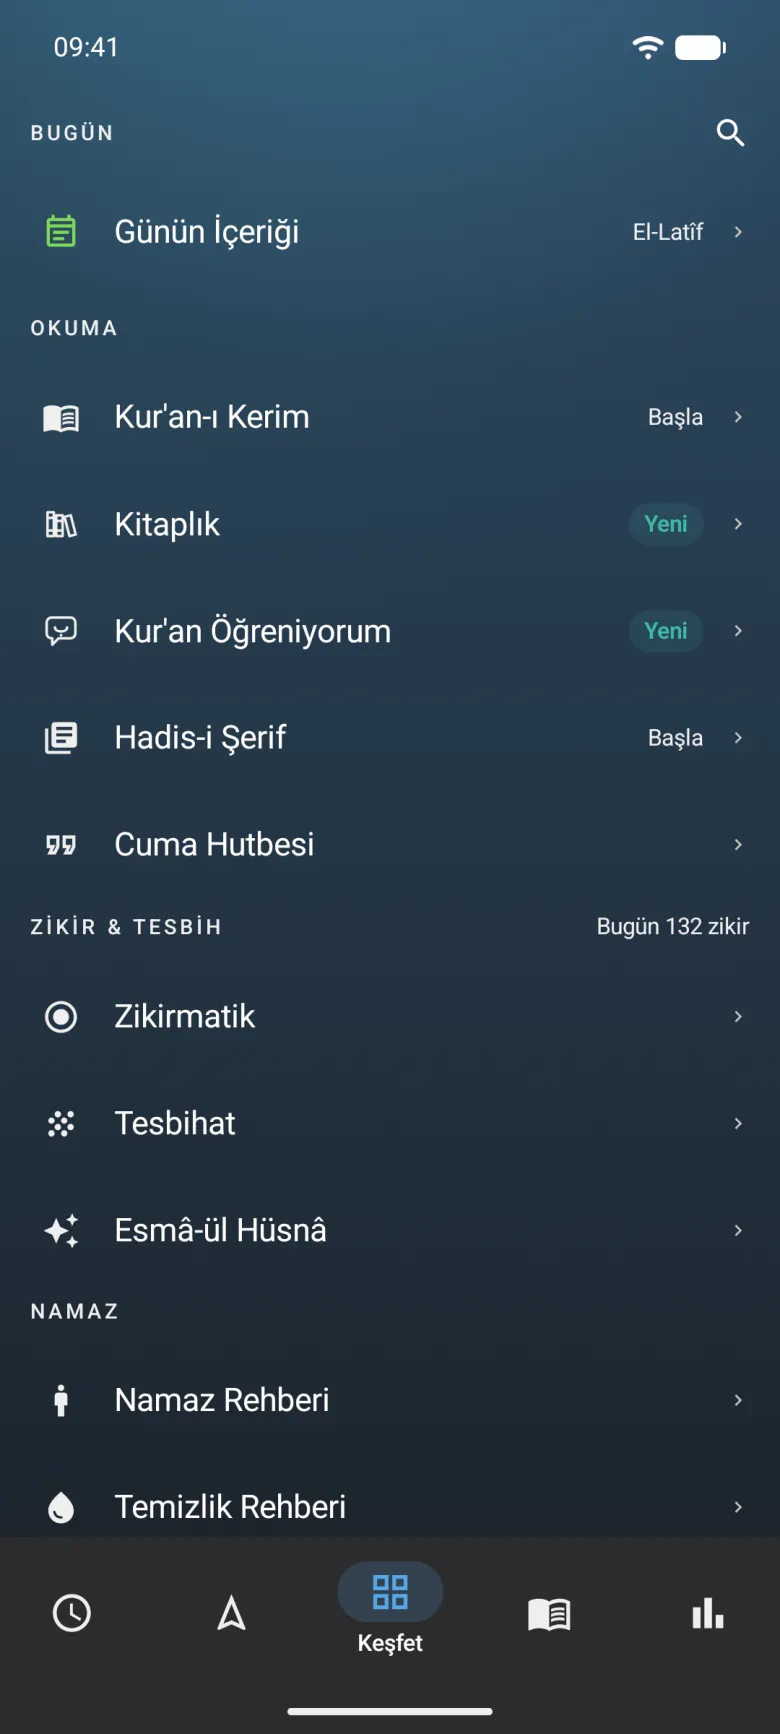 09:41
BUGÜN
Günün İçeriği El-Latîf
OKUMA
Kur'an-ı Kerim Başla
Kitaplık Yeni
Kur'an Öğreniyorum Yeni
Hadis-i Şerif Başla
Cuma Hutbesi
ZİKİR & TESBİH Bugün 132 zikir
Zikirmatik
Tesbihat
Esmâ-ül Hüsnâ
NAMAZ
Namaz Rehberi
Temizlik Rehberi
Keşfet